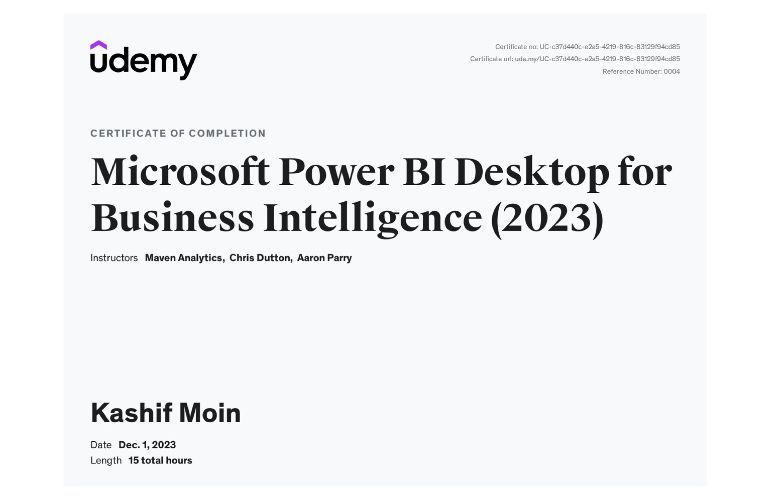 udemy
Certificate no: UC-c37d440c-e2a5-4219-816c-83129f94cd85
Certificate url: ude.my/UC-c37d440c-e2a5-4219-816c-83129f94cd85
Reference Number: 0004
CERTIFICATE OF COMPLETION
Microsoft Power BI Desktop for
Business Intelligence (2023)
Instructors Maven Analytics, Chris Dutton, Aaron Parry
Kashif Moin
Date Dec. 1, 2023
Length 15 total hours